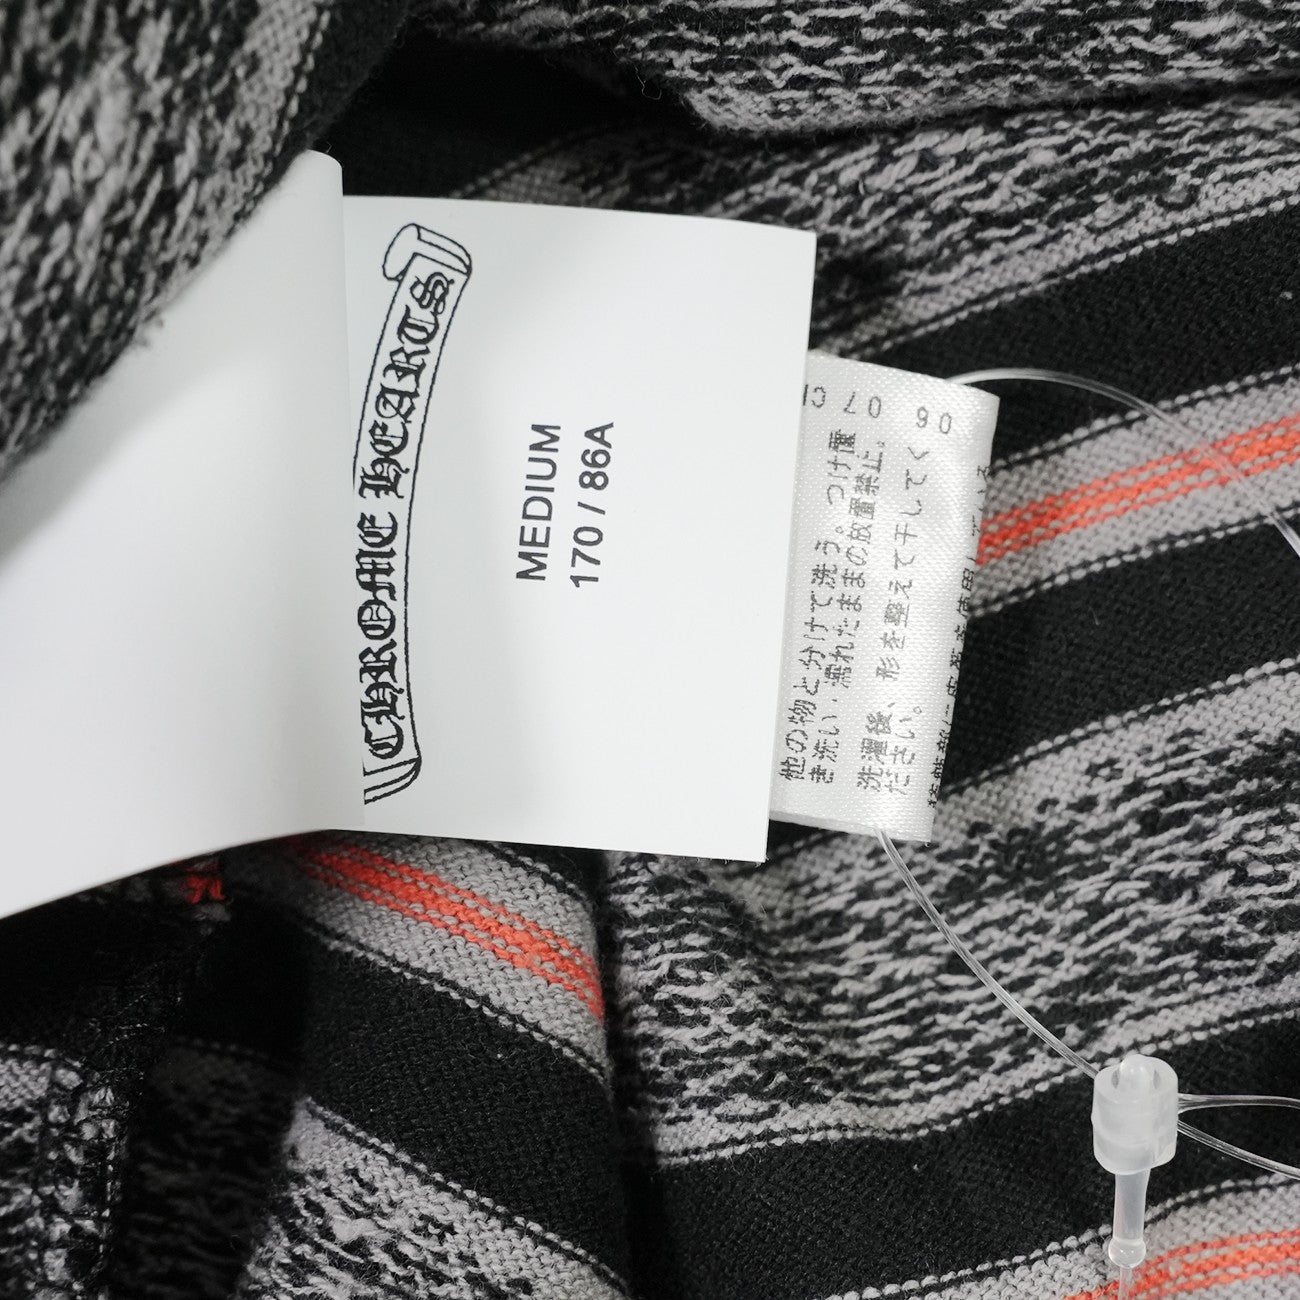 CHROME HEARTS
MEDIUM
170 / 86A
他の物と分けて洗う。つけ置
き洗い・濡れたままの放置禁止。
洗濯後、形を整えて干してく
ださい。